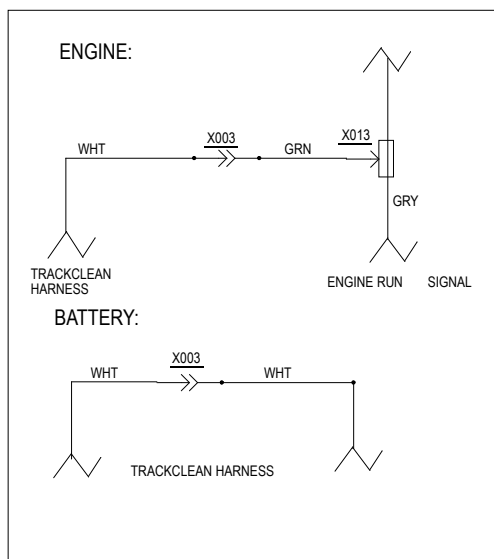 ENGINE:
X003
X013
WHT
GRN
GRY
TRACKCLEAN
HARNESS
ENGINE RUN SIGNAL
BATTERY:
X003
WHT
WHT
TRACKCLEAN HARNESS